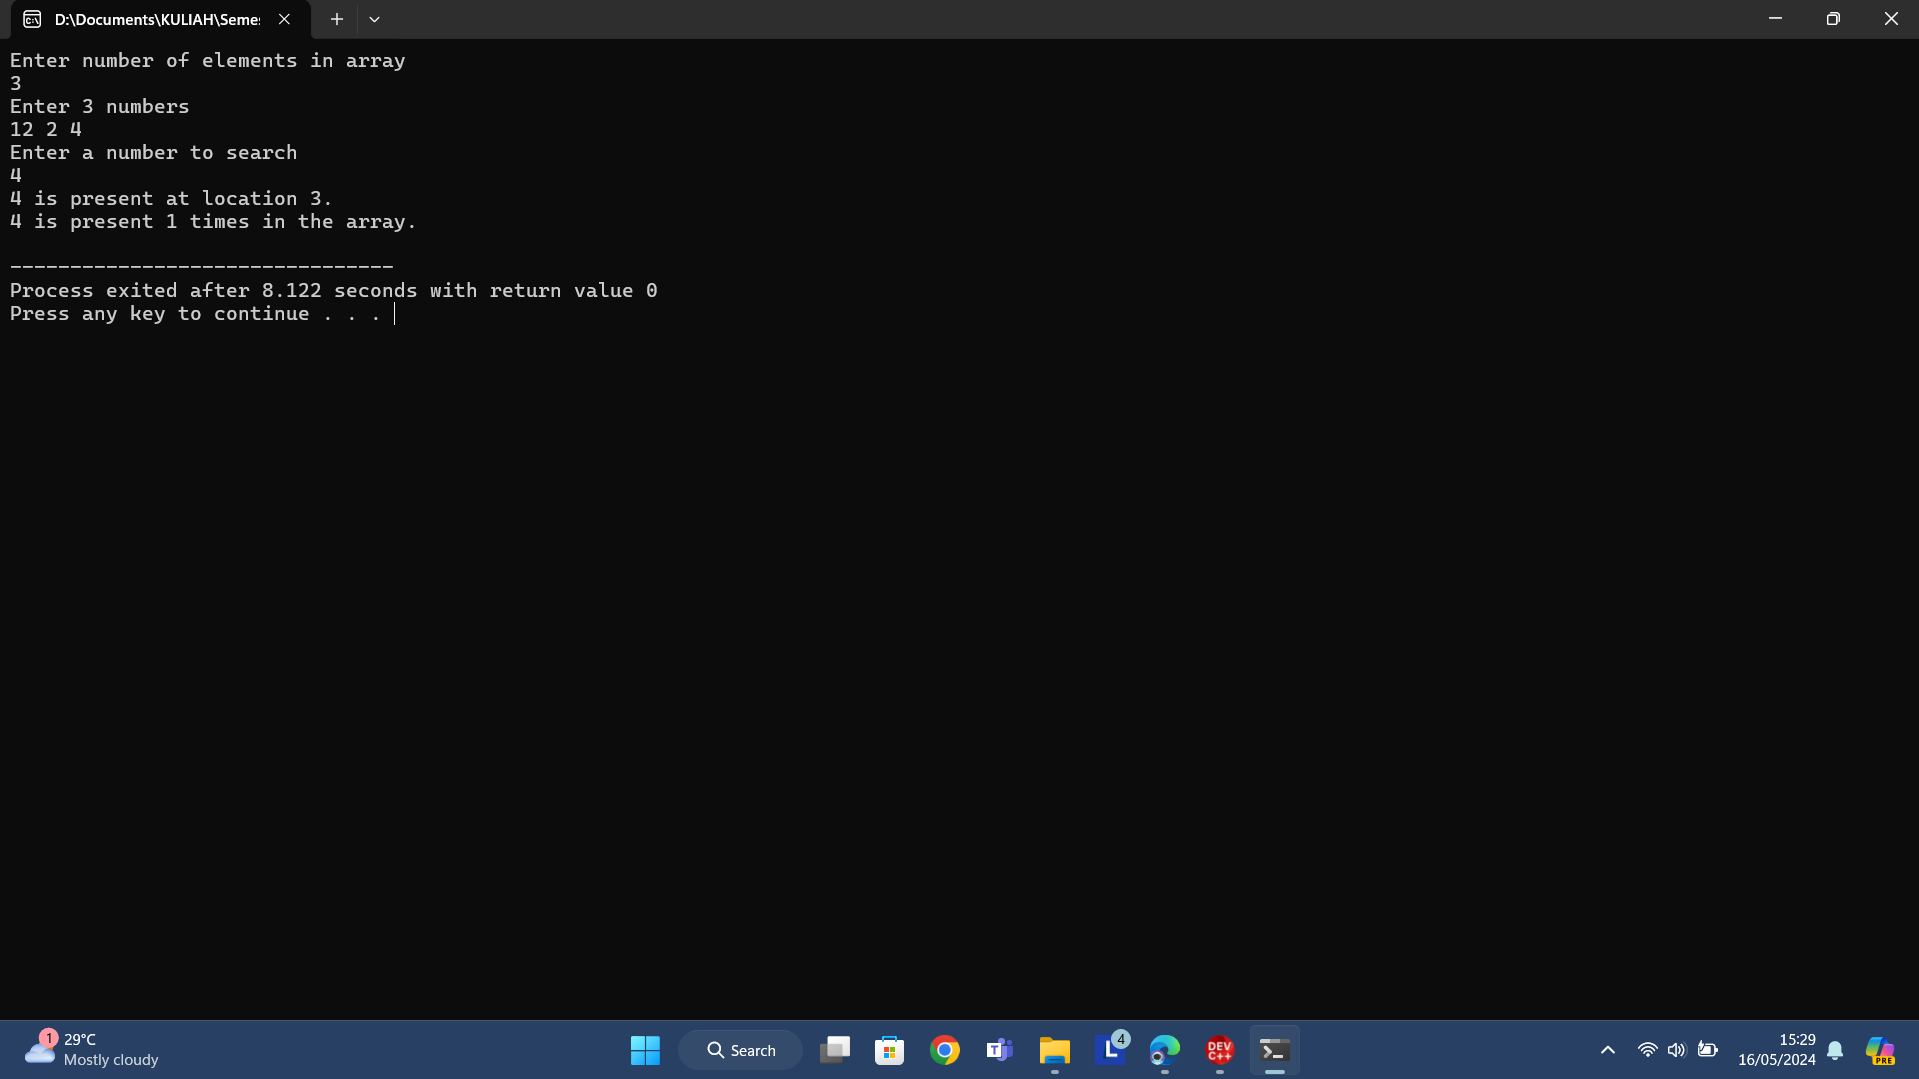 D:\Documents\KULIAH\Semes
Enter number of elements in array
3
Enter 3 numbers
12 2 4
Enter a number to search
4
4 is present at location 3.
4 is present 1 times in the array.
--------------------------------
Process exited after 8.122 seconds with return value 0
Press any key to continue . . .
1
29°C
Mostly cloudy
Search
T
L
4
DEV
C++
15:29
16/05/2024
PRE